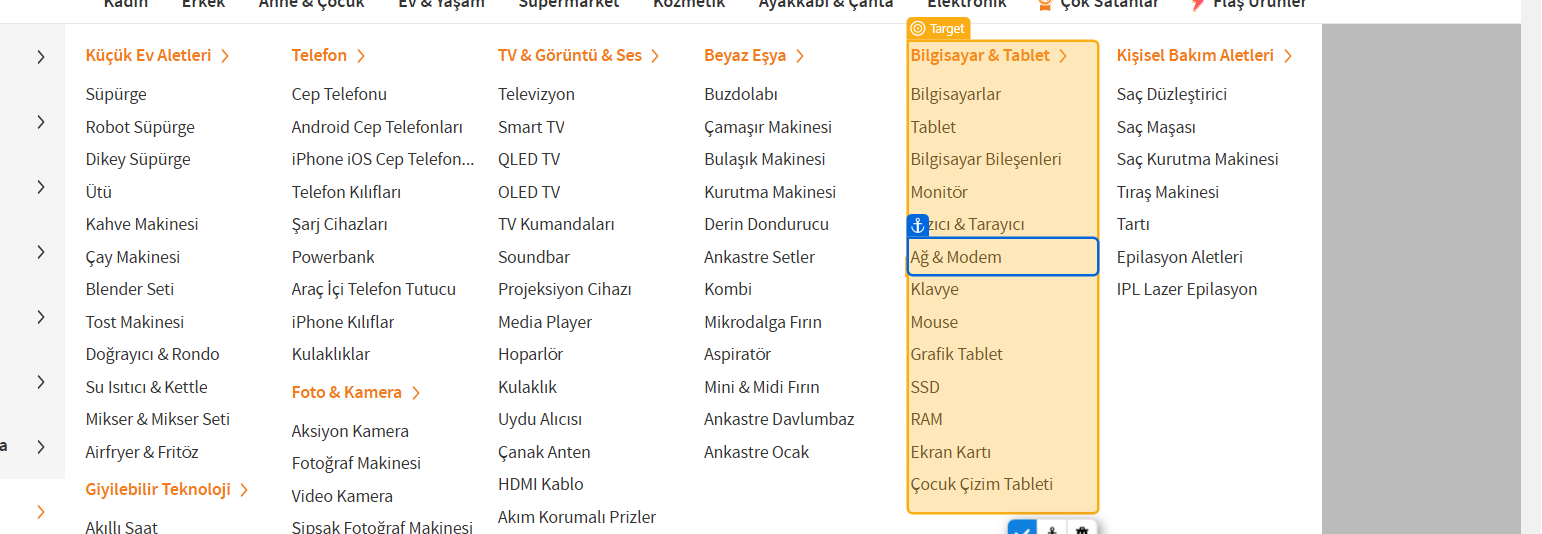 Kadın Erkek Anne & Çocuk Ev & Yaşam Süpermarket Kozmetik Ayakkabı & Çanta Elektronik Çok Satanlar Flaş Ürünler
Target
Küçük Ev Aletleri
Süpürge
Robot Süpürge
Dikey Süpürge
Ütü
Kahve Makinesi
Çay Makinesi
Blender Seti
Tost Makinesi
Doğrayıcı & Rondo
Su Isıtıcı & Kettle
Mikser & Mikser Seti
Airfryer & Fritöz
Giyilebilir Teknoloji
Akıllı Saat
Telefon
Cep Telefonu
Android Cep Telefonları
iPhone iOS Cep Telefon...
Telefon Kılıfları
Şarj Cihazları
Powerbank
Araç İçi Telefon Tutucu
iPhone Kılıflar
Kulaklıklar
Foto & Kamera
Aksiyon Kamera
Fotoğraf Makinesi
Video Kamera
Şipşak Fotoğraf Makinesi
TV & Görüntü & Ses
Televizyon
Smart TV
QLED TV
OLED TV
TV Kumandaları
Soundbar
Projeksiyon Cihazı
Media Player
Hoparlör
Kulaklık
Uydu Alıcısı
Çanak Anten
HDMI Kablo
Akım Korumalı Prizler
Beyaz Eşya
Buzdolabı
Çamaşır Makinesi
Bulaşık Makinesi
Kurutma Makinesi
Derin Dondurucu
Ankastre Setler
Kombi
Mikrodalga Fırın
Aspiratör
Mini & Midi Fırın
Ankastre Davlumbaz
Ankastre Ocak
Bilgisayar & Tablet
Bilgisayarlar
Tablet
Bilgisayar Bileşenleri
Monitör
zıcı & Tarayıcı
Ağ & Modem
Klavye
Mouse
Grafik Tablet
SSD
RAM
Ekran Kartı
Çocuk Çizim Tableti
Kişisel Bakım Aletleri
Saç Düzleştirici
Saç Maşası
Saç Kurutma Makinesi
Tıraş Makinesi
Tartı
Epilasyon Aletleri
IPL Lazer Epilasyon
a